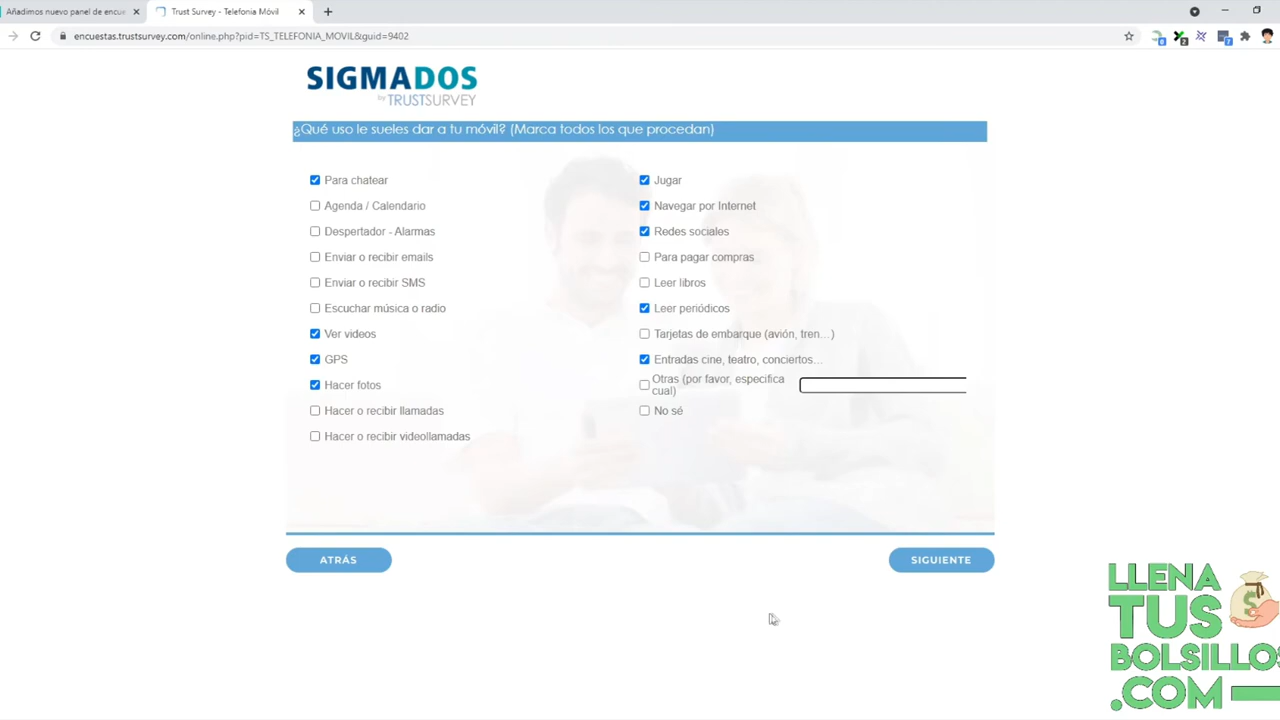 Añadimos nuevo panel de encue
Trust Survey - Telefonia Móvil
encuestas.trustsurvey.com/online.php?pid=TS_TELEFONIA_MOVIL&guid=9402
SIGMADOS
by TRUSTSURVEY
¿Qué uso le sueles dar a tu móvil? (Marca todos los que procedan)
Para chatear
Agenda / Calendario
Despertador - Alarmas
Enviar o recibir emails
Enviar o recibir SMS
Escuchar música o radio
Ver videos
GPS
Hacer fotos
Hacer o recibir llamadas
Hacer o recibir videollamadas
Jugar
Navegar por Internet
Redes sociales
Para pagar compras
Leer libros
Leer periódicos
Tarjetas de embarque (avión, tren...)
Entradas cine, teatro, conciertos...
Otras (por favor, especifica
cual)
No sé
ATRÁS
SIGUIENTE
LLENA
TUS
BOLSILLOS
.COM